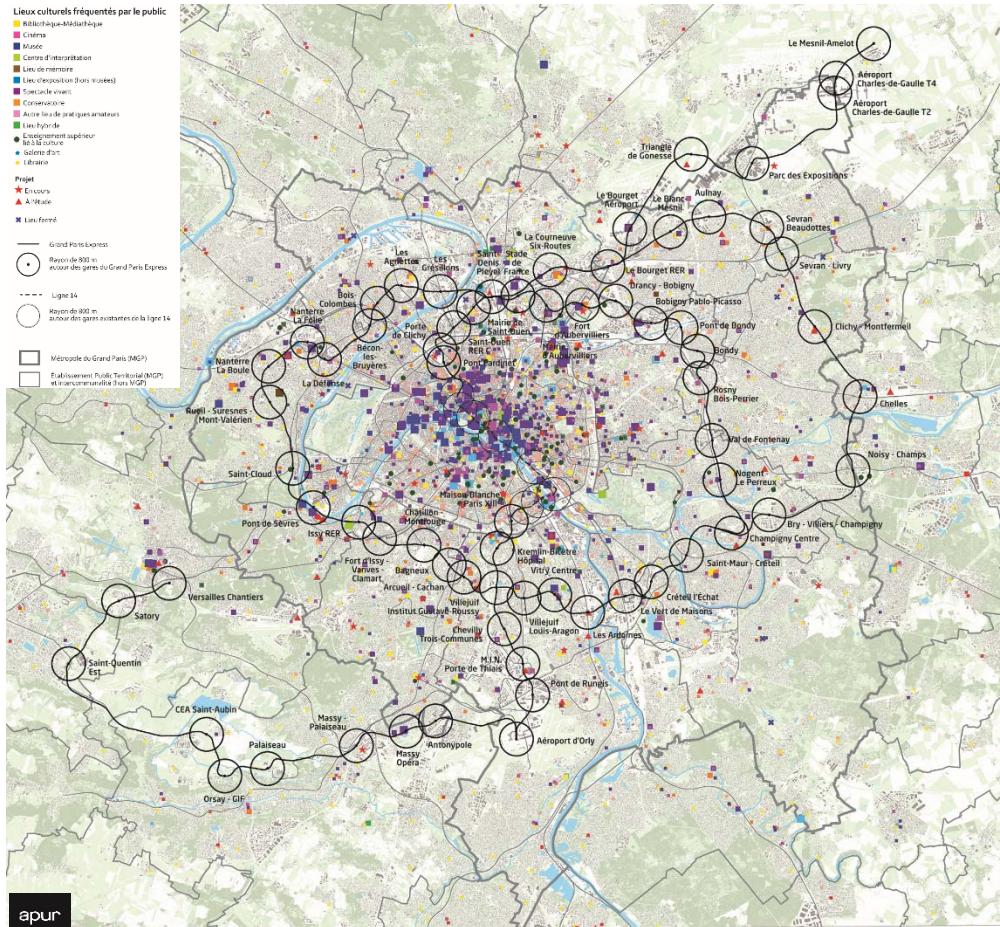 Lieux culturels fréquentés par le public
Bibliothèque-Médiathèque
Cinéma
Musée
Centre d'interprétation
Lieu de mémoire
Lieu d'exposition (hors musées)
Spectacle vivant
Conservatoire
Autre lieu de pratiques amateurs
Lieu hybride
Enseignement supérieur
lié à la culture
Galerie d'art
Librairie
Projet
En cours
À l'étude
Lieu fermé
Grand Paris Express
Rayon de 800 m
autour des gares du Grand Paris Express
Ligne 14
Rayon de 800 m
autour des gares existantes de la ligne 14
Métropole du Grand Paris (MGP)
Établissement Public Territorial (MGP)
et intercommunalité (hors MGP)
Le Mesnil-Amelot
Aéroport
Charles-de-Gaulle T4
Aéroport
Charles-de-Gaulle T2
Triangle
de Gonesse
Parc des Expositions
Le Bourget
Aéroport
Le Blanc
Mesnil
Aulnay
Sevran
Beaudottes
Sevran - Livry
La Courneuve
Six-Routes
Saint-
Denis
Pleyel
Stade
de
France
Le Bourget RER
Drancy - Bobigny
Bobigny Pablo-Picasso
Les
Agnettes
Les
Grésillons
Bois-
Colombes
Nanterre
La Folie
Porte
de Clichy
Mairie de
Saint-Ouen
Saint-Ouen
RER C
Pont Cardinet
Fort
d'Aubervilliers
Mairie
d'Aubervilliers
Pont de Bondy
Bondy
Clichy - Montfermeil
Bécon-
les-
Bruyères
Nanterre
La Boule
La Défense
Rueil - Suresnes -
Mont-Valérien
Rosny
Bois-Perrier
Chelles
Val de Fontenay
Noisy - Champs
Nogent
Le Perreux
Saint-Cloud
Maison Blanche
Paris XIII
Bry - Villiers - Champigny
Champigny Centre
Pont de Sèvres
Issy RER
Châtillon -
Montrouge
Saint-Maur - Créteil
Fort d'Issy -
Vanves -
Clamart
Bagneux
Kremlin-Bicêtre
Hôpital
Vitry Centre
Arcueil - Cachan
Villejuif
Institut Gustave-Roussy
Créteil l'Échat
Le Vert de Maisons
Versailles Chantiers
Satory
Chevilly
Trois-Communes
Villejuif
Louis-Aragon
Les Ardoines
Saint-Quentin
Est
M.I.N.
Porte de Thiais
Pont de Rungis
CEA Saint-Aubin
Massy -
Palaiseau
Palaiseau
Massy
Opéra
Antonypole
Aéroport d'Orly
Orsay - GIF
apur